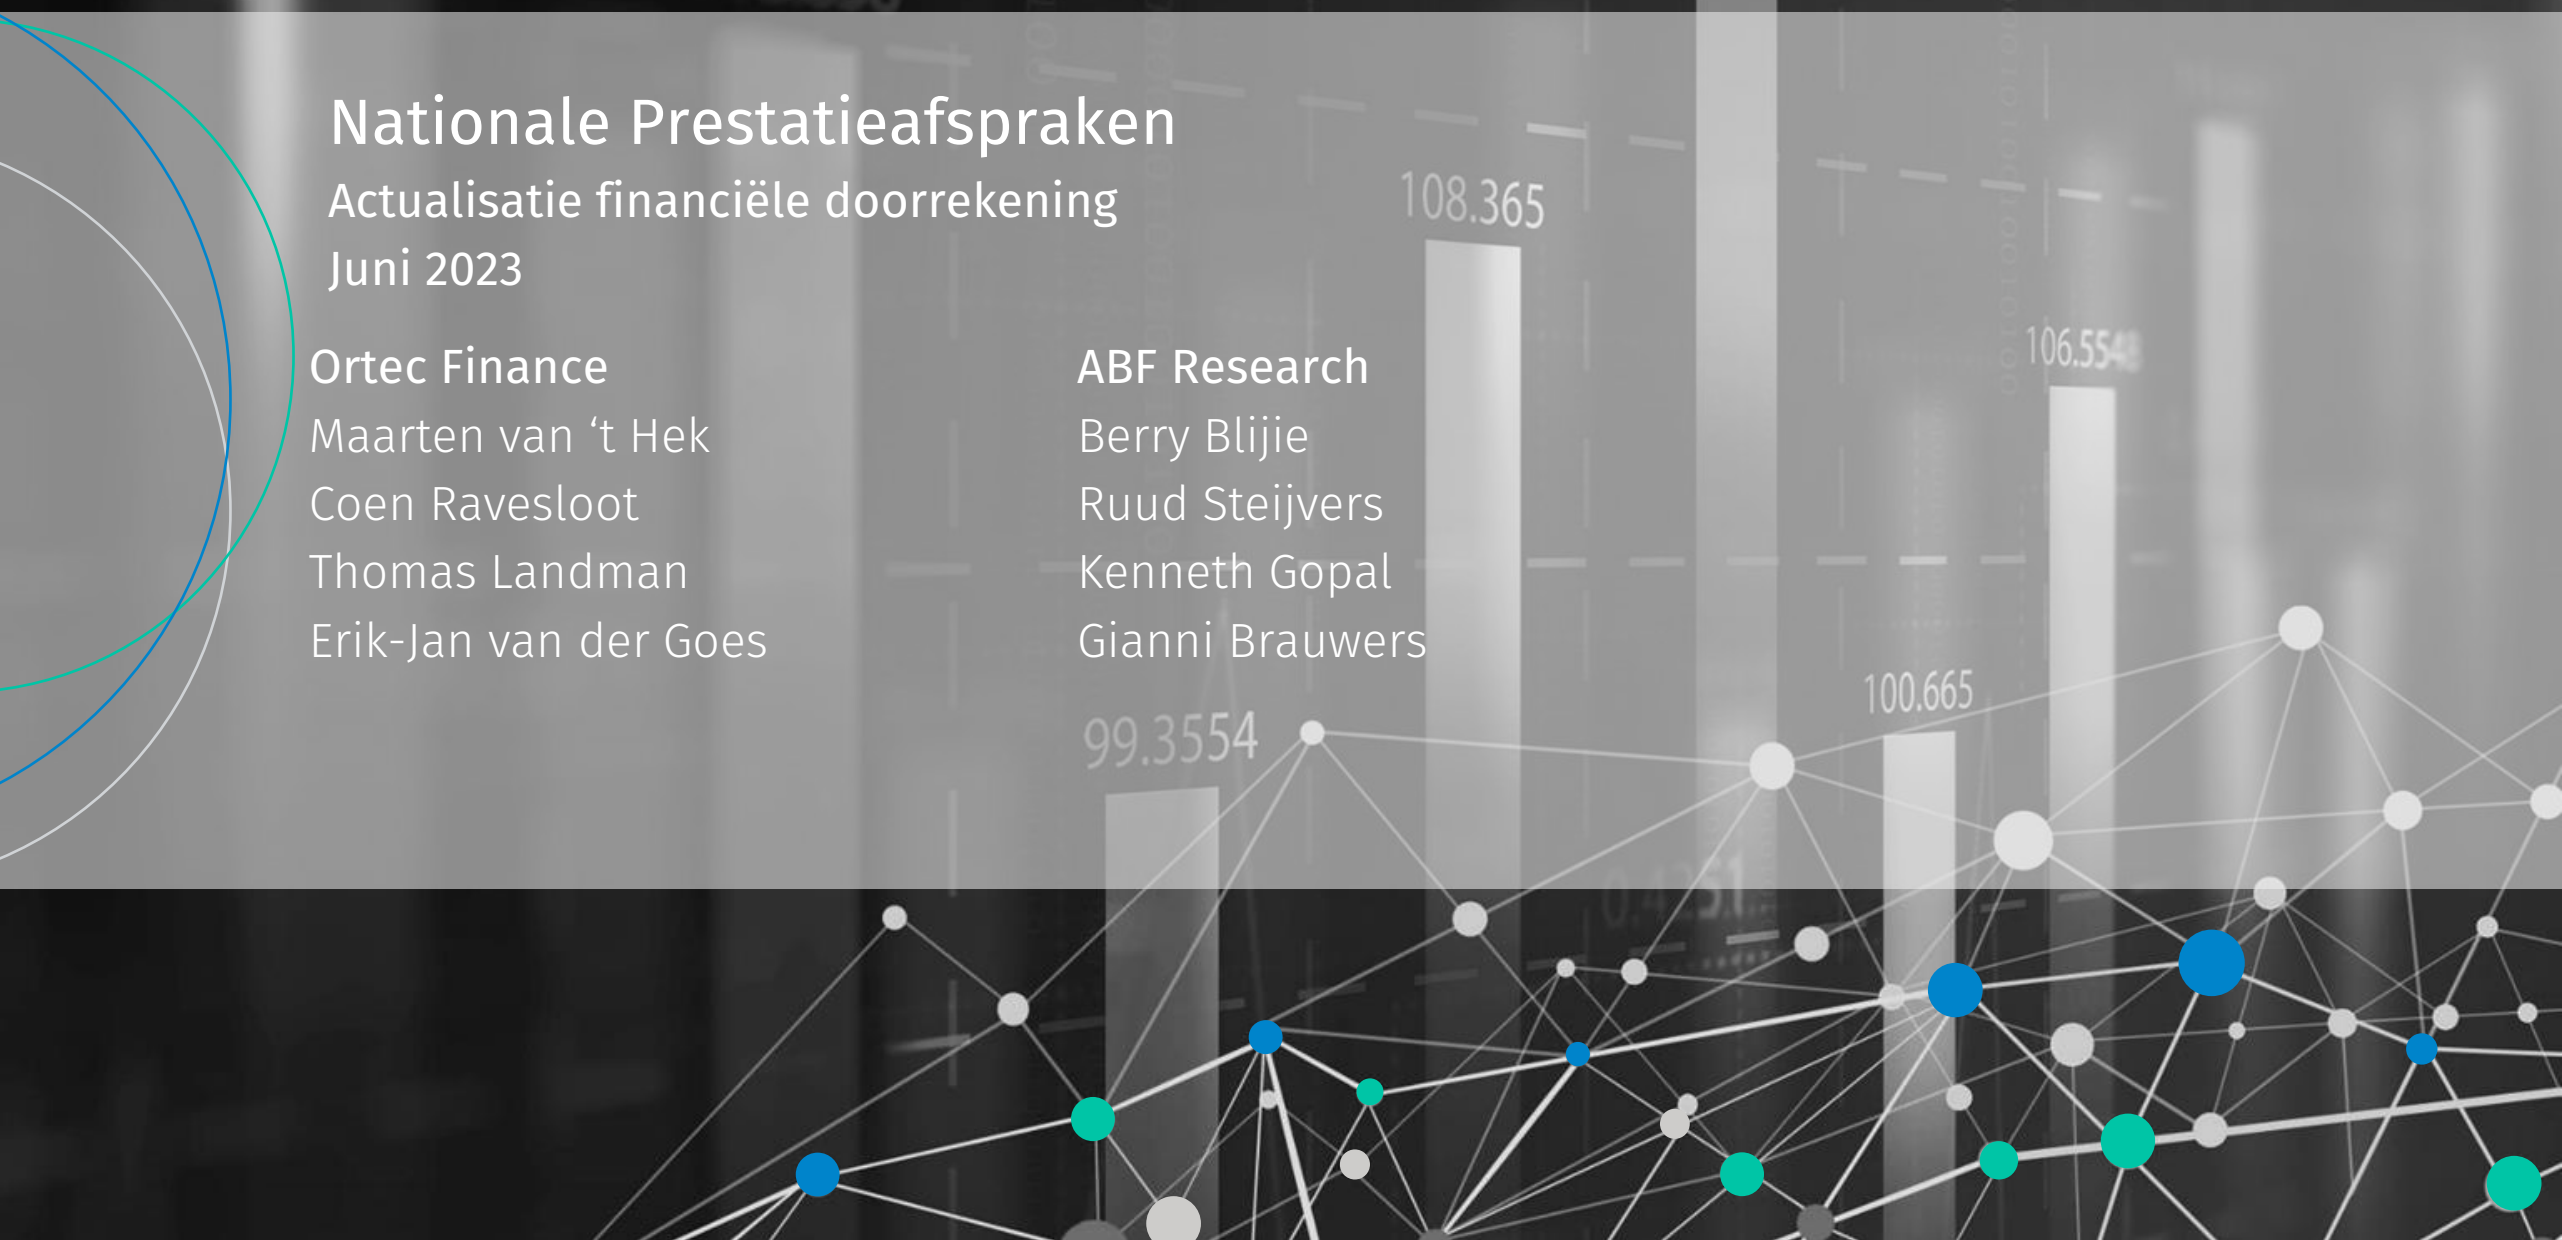 Nationale Prestatieafspraken
Actualisatie financiële doorrekening
Juni 2023
Ortec Finance
Maarten van ‘t Hek
Coen Ravesloot
Thomas Landman
Erik-Jan van der Goes
ABF Research
Berry Blijie
Ruud Steijvers
Kenneth Gopal
Gianni Brauwers
108.365
100.665
99.3554